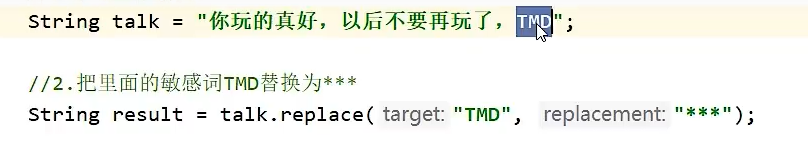 String talk = "你玩的真好，以后不要再玩了，TMD";
//2.把里面的敏感词TMD替换为***
String result = talk.replace( target: "TMD", replacement: "***");